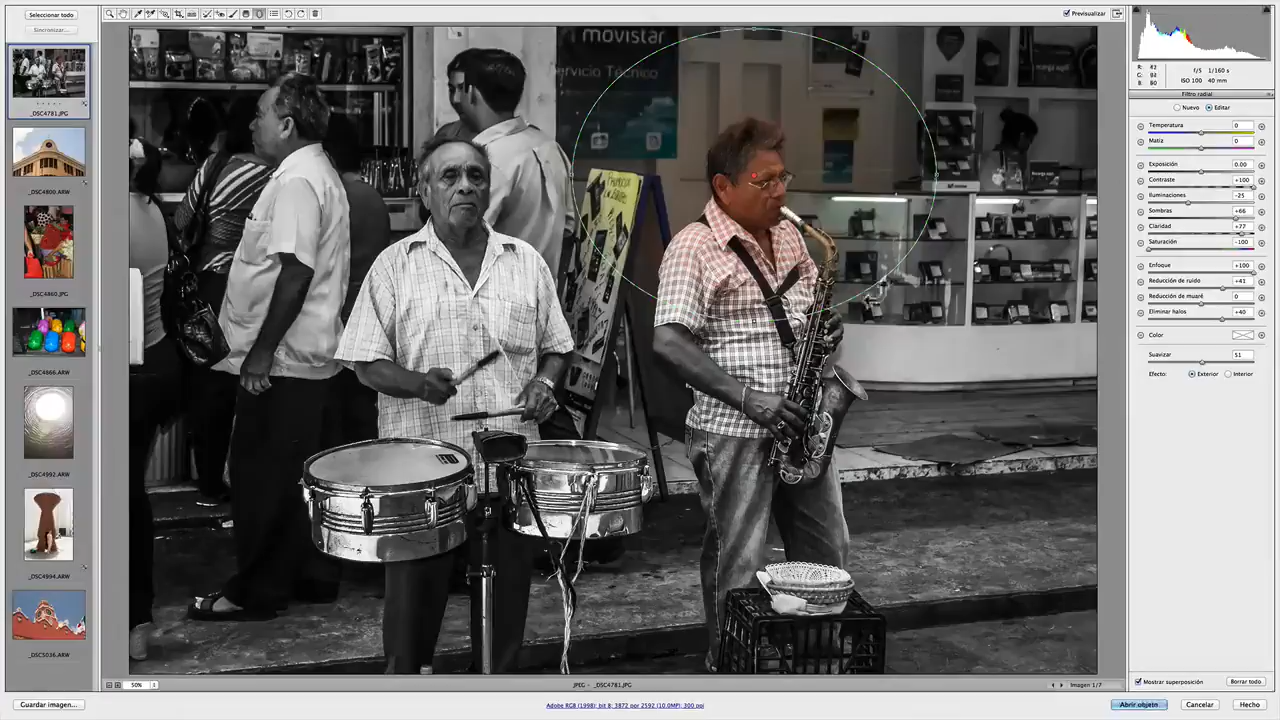 Seleccionar todo
Sincronizar...
Previsualizar
_DSC4781.JPG
_DSC4800.ARW
_DSC4860.JPG
_DSC4866.ARW
_DSC4992.ARW
_DSC4994.ARW
_DSC5036.ARW
movistar
ervicio Técnico
f/5 1/160 s
ISO 100 40 mm
Filtro radial
Nuevo Editar
Temperatura 0
Matiz 0
Exposición 0.00
Contraste +100
Iluminaciones -25
Sombras +66
Claridad +77
Saturación -100
Enfoque +100
Reducción de ruido +41
Reducción de muaré 0
Eliminar halos +40
Color
Suavizar 51
Efecto: Exterior Interior
Mostrar superposición Borrar todo
50% JPEG - _DSC4781.JPG Imagen 1/7
Guardar imagen... Adobe RGB (1998); bit 8; 3872 por 2592 (10.0MP); 300 ppi Abrir objeto Cancelar Hecho